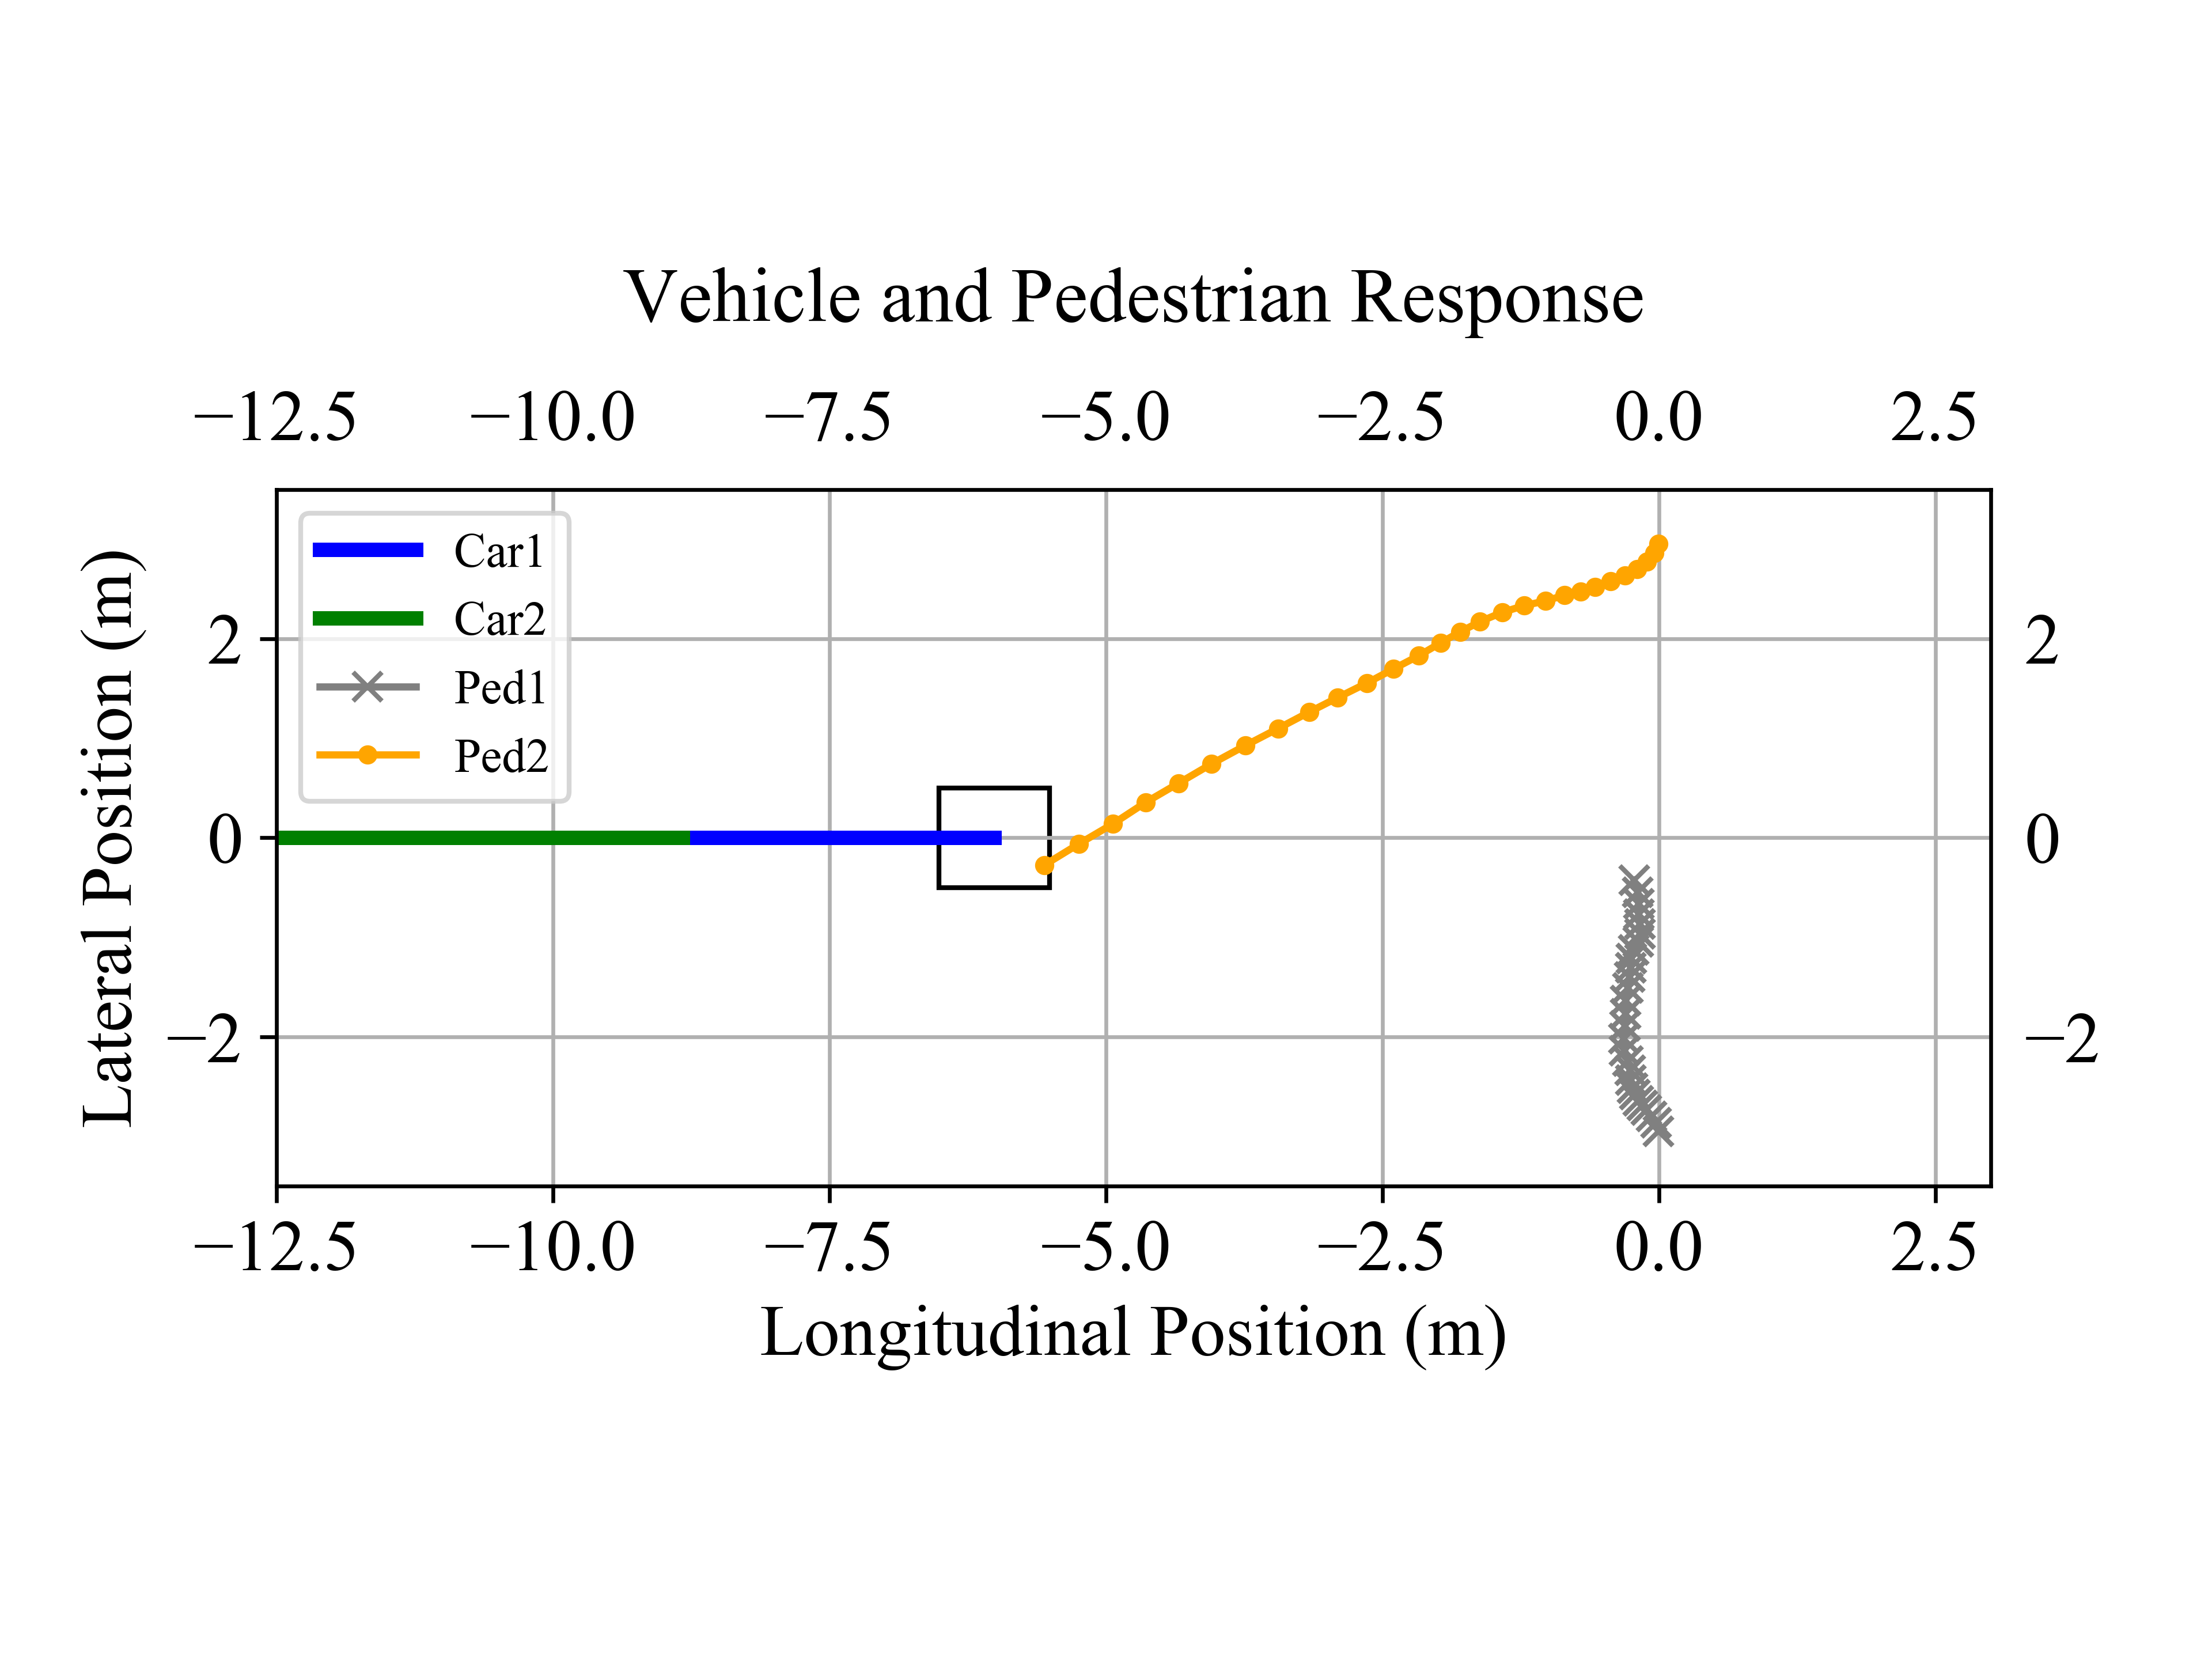 Vehicle and Pedestrian Response
−12.5 −10.0 −7.5 −5.0 −2.5 0.0 2.5
Car1
Car2
Ped1
Ped2
Lateral Position (m)
2 2
0 0
−2 −2
−12.5 −10.0 −7.5 −5.0 −2.5 0.0 2.5
Longitudinal Position (m)